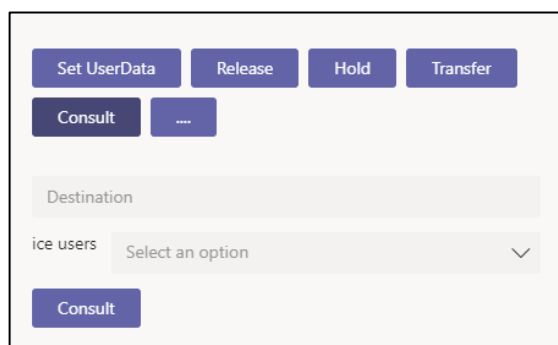 Set UserData Release Hold Transfer
Consult ....
Destination
ice users Select an option
Consult